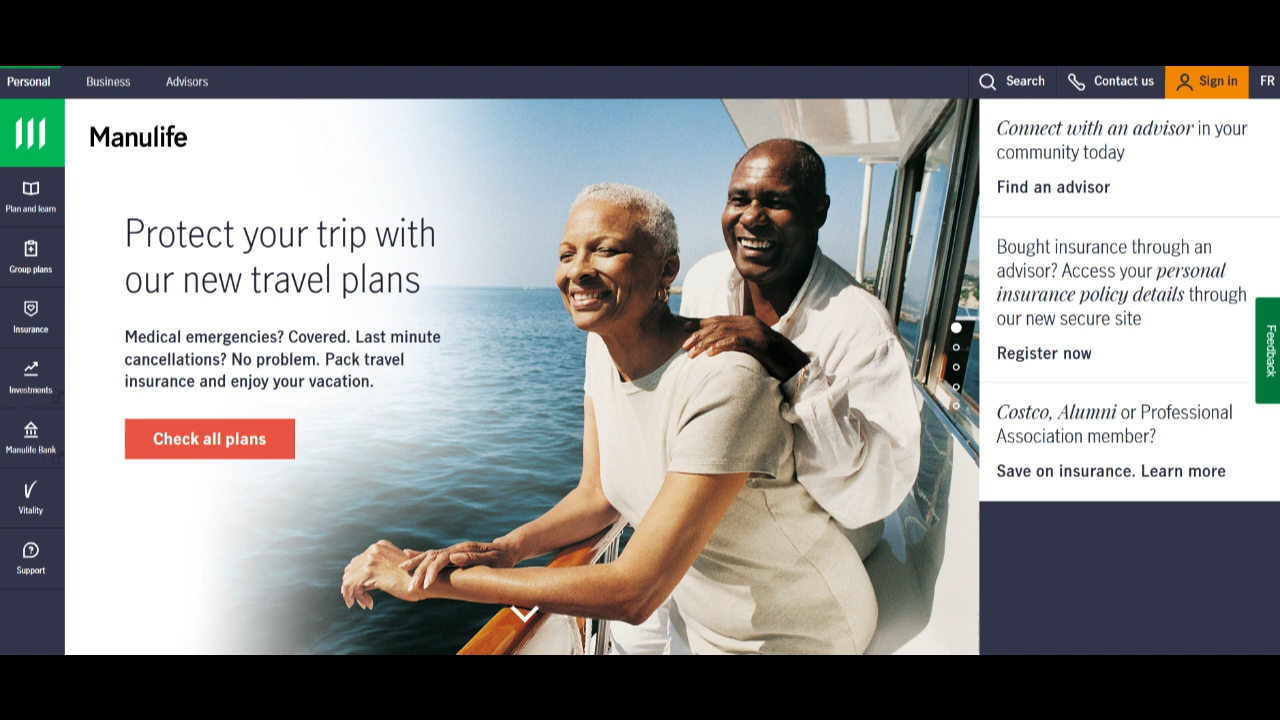 Personal
Business
Advisors
Search
Contact us
Sign in
FR
Manulife
Plan and learn
Group plans
Insurance
Investments
Manulife Bank
Vitality
Support
Protect your trip with
our new travel plans
Medical emergencies? Covered. Last minute
cancellations? No problem. Pack travel
insurance and enjoy your vacation.
Check all plans
Connect with an advisor in your
community today
Find an advisor
Bought insurance through an
advisor? Access your personal
insurance policy details through
our new secure site
Register now
Costco, Alumni or Professional
Association member?
Save on insurance. Learn more
Feedback